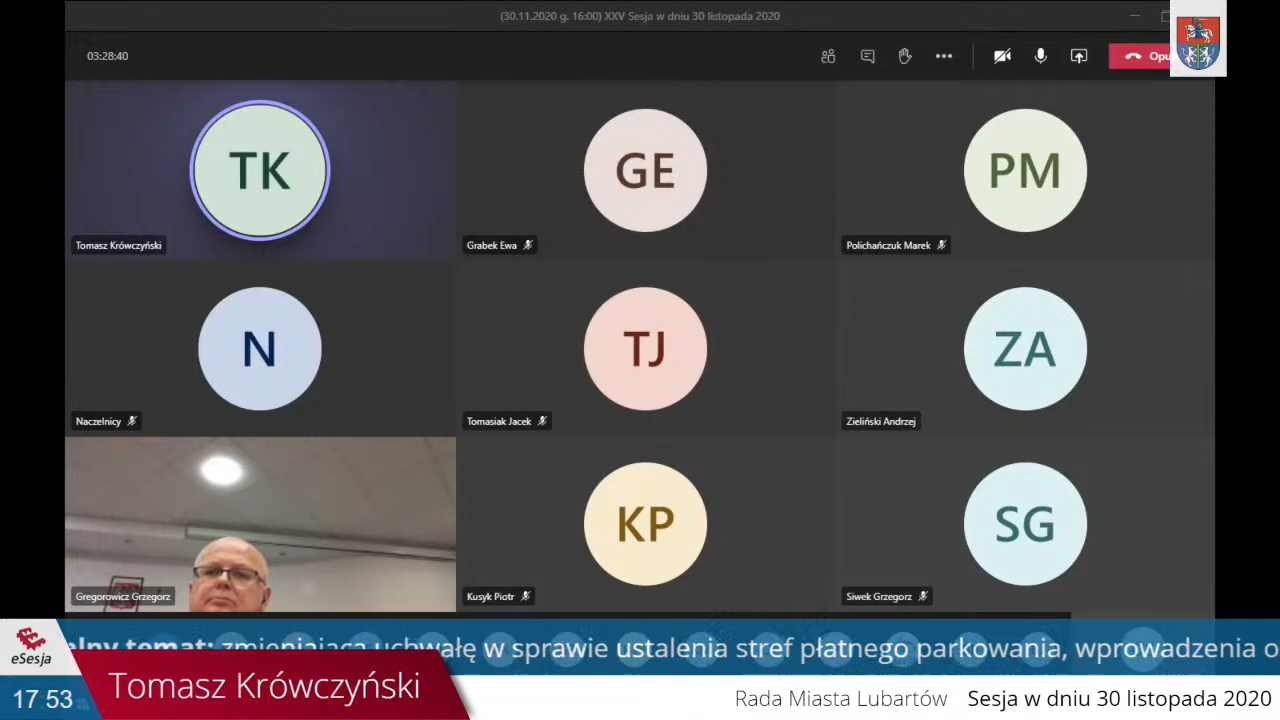 (30.11.2020 g. 16:00) XXV Sesja w dniu 30 listopada 2020
03:28:40
TK
GE
PM
Tomasz Krówczyński
Grabek Ewa
Polichańczuk Marek
N
TJ
ZA
Naczelnicy
Tomasiak Jacek
Zieliński Andrzej
KP
SG
Gregorowicz Grzegorz
Kusyk Piotr
Siwek Grzegorz
temat: zmieniająca uchwałę w sprawie ustalenia stref płatnego parkowania, wprowadzenia o
eSesja
Tomasz Krówczyński
17 53
Rada Miasta Lubartów Sesja w dniu 30 listopada 2020